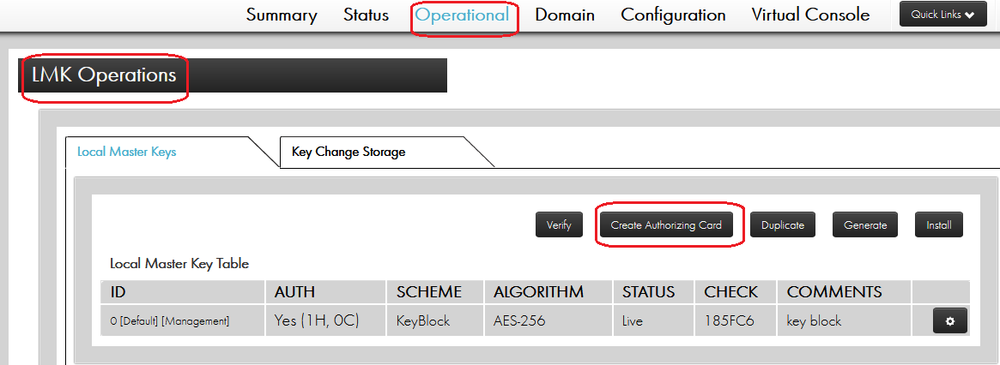 Summary Status Operational Domain Configuration Virtual Console Quick Links
LMK Operations
Local Master Keys Key Change Storage
Verify Create Authorizing Card Duplicate Generate Install
Local Master Key Table
ID AUTH SCHEME ALGORITHM STATUS CHECK COMMENTS
0 [Default] [Management] Yes (1H, 0C) KeyBlock AES-256 Live 185FC6 key block